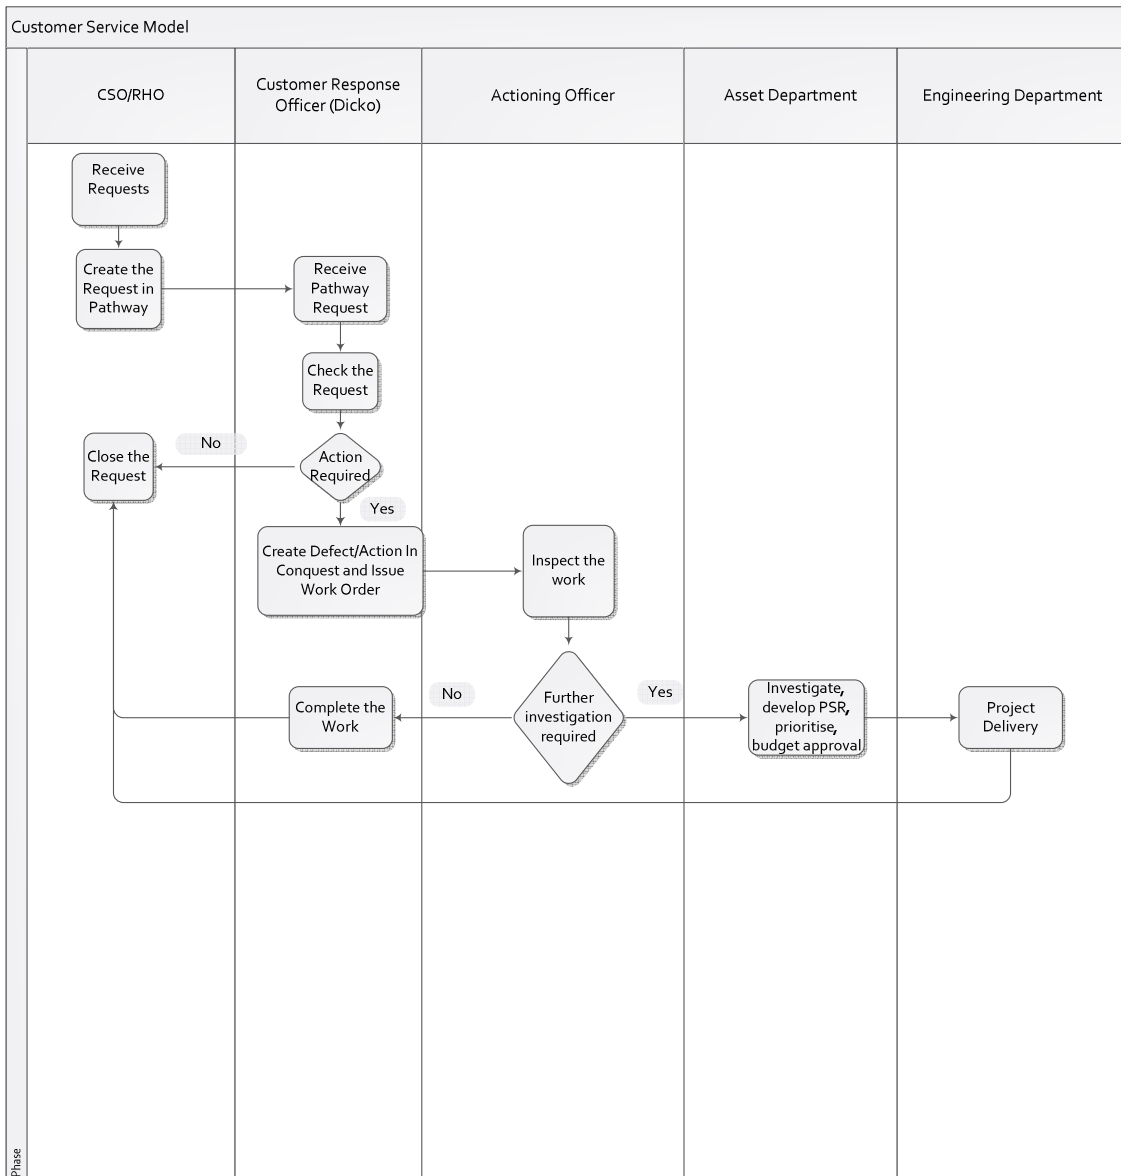 Customer Service Model
CSO/RHO
Customer Response
Officer (Dicko)
Actioning Officer
Asset Department
Engineering Department
Receive
Requests
Create the
Request in
Pathway
Receive
Pathway
Request
Check the
Request
Action
Required
No
Close the
Request
Yes
Create Defect/Action In
Conquest and Issue
Work Order
Inspect the
work
Further
investigation
required
No
Complete the
Work
Yes
Investigate,
develop PSR,
prioritise,
budget approval
Project
Delivery
Phase